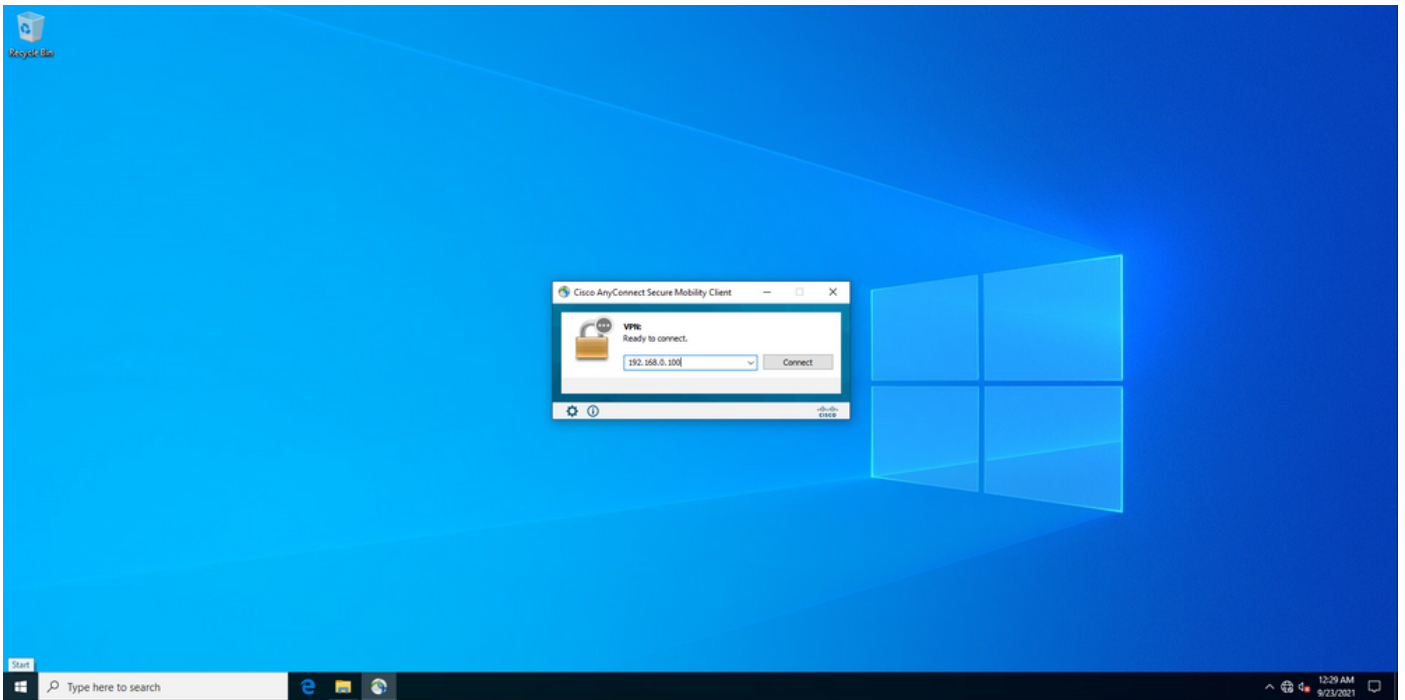 Recycle Bin
Cisco AnyConnect Secure Mobility Client
VPN:
Ready to connect.
192.168.0.100
Connect
CISCO
Start
Type here to search
12:29 AM
9/23/2021